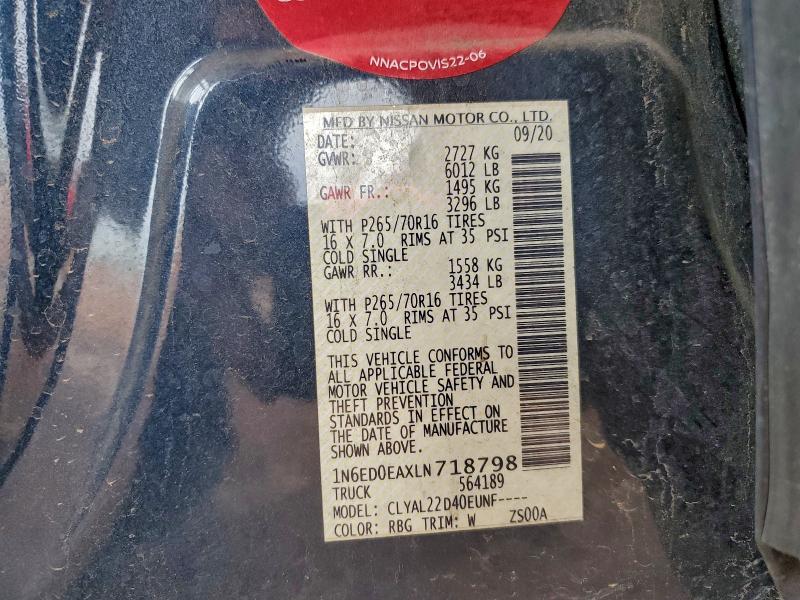 NNACPOVIS22-06
MFD BY NISSAN MOTOR CO., LTD.
DATE: 09/20
GVWR: 2727 KG
6012 LB
GAWR FR.: 1495 KG
3296 LB
WITH P265/70R16 TIRES
16 X 7.0 RIMS AT 35 PSI
COLD SINGLE
GAWR RR.: 1558 KG
3434 LB
WITH P265/70R16 TIRES
16 X 7.0 RIMS AT 35 PSI
COLD SINGLE
THIS VEHICLE CONFORMS TO
ALL APPLICABLE FEDERAL
MOTOR VEHICLE SAFETY AND
THEFT PREVENTION
STANDARDS IN EFFECT ON
THE DATE OF MANUFACTURE
SHOWN ABOVE.
1N6ED0EAXLN718798
TRUCK 564189
MODEL: CLYAL22D40EUNF----
COLOR: RBG TRIM: W ZS00A